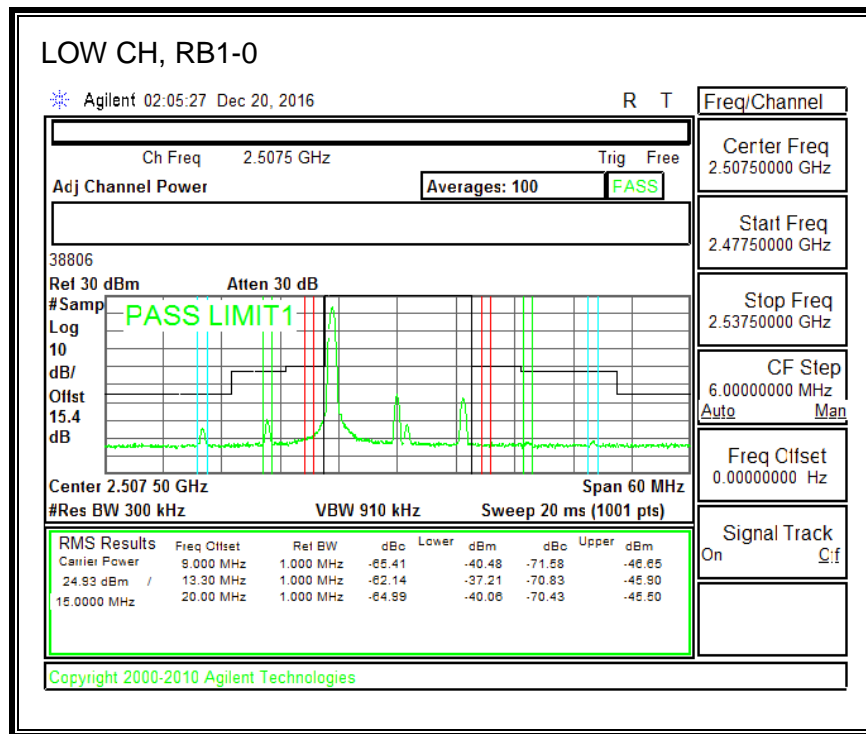 LOW CH, RB1-0
Agilent 02:05:27 Dec 20, 2016 R T
Freq/Channel
Ch Freq 2.5075 GHz Trig Free
Adj Channel Power Averages: 100 PASS
38806
Ref 30 dBm Atten 30 dB
#Samp
Log
10
dB/
Offst
15.4
dB
PASS LIMIT1
Center 2.507 50 GHz Span 60 MHz
#Res BW 300 kHz VBW 910 kHz Sweep 20 ms (1001 pts)
RMS Results Freq Offset Ref BW dBc Lower dBm dBc Upper dBm
Carrier Power 9.000 MHz 1.000 MHz -65.41 -40.48 -71.58 -46.65
24.93 dBm / 13.30 MHz 1.000 MHz -62.14 -37.21 -70.83 -45.90
15.0000 MHz 20.00 MHz 1.000 MHz -64.99 -40.06 -70.43 -45.50
Center Freq
2.50750000 GHz
Start Freq
2.47750000 GHz
Stop Freq
2.53750000 GHz
CF Step
6.00000000 MHz
Auto Man
Freq Offset
0.00000000 Hz
Signal Track
On Off
Copyright 2000-2010 Agilent Technologies